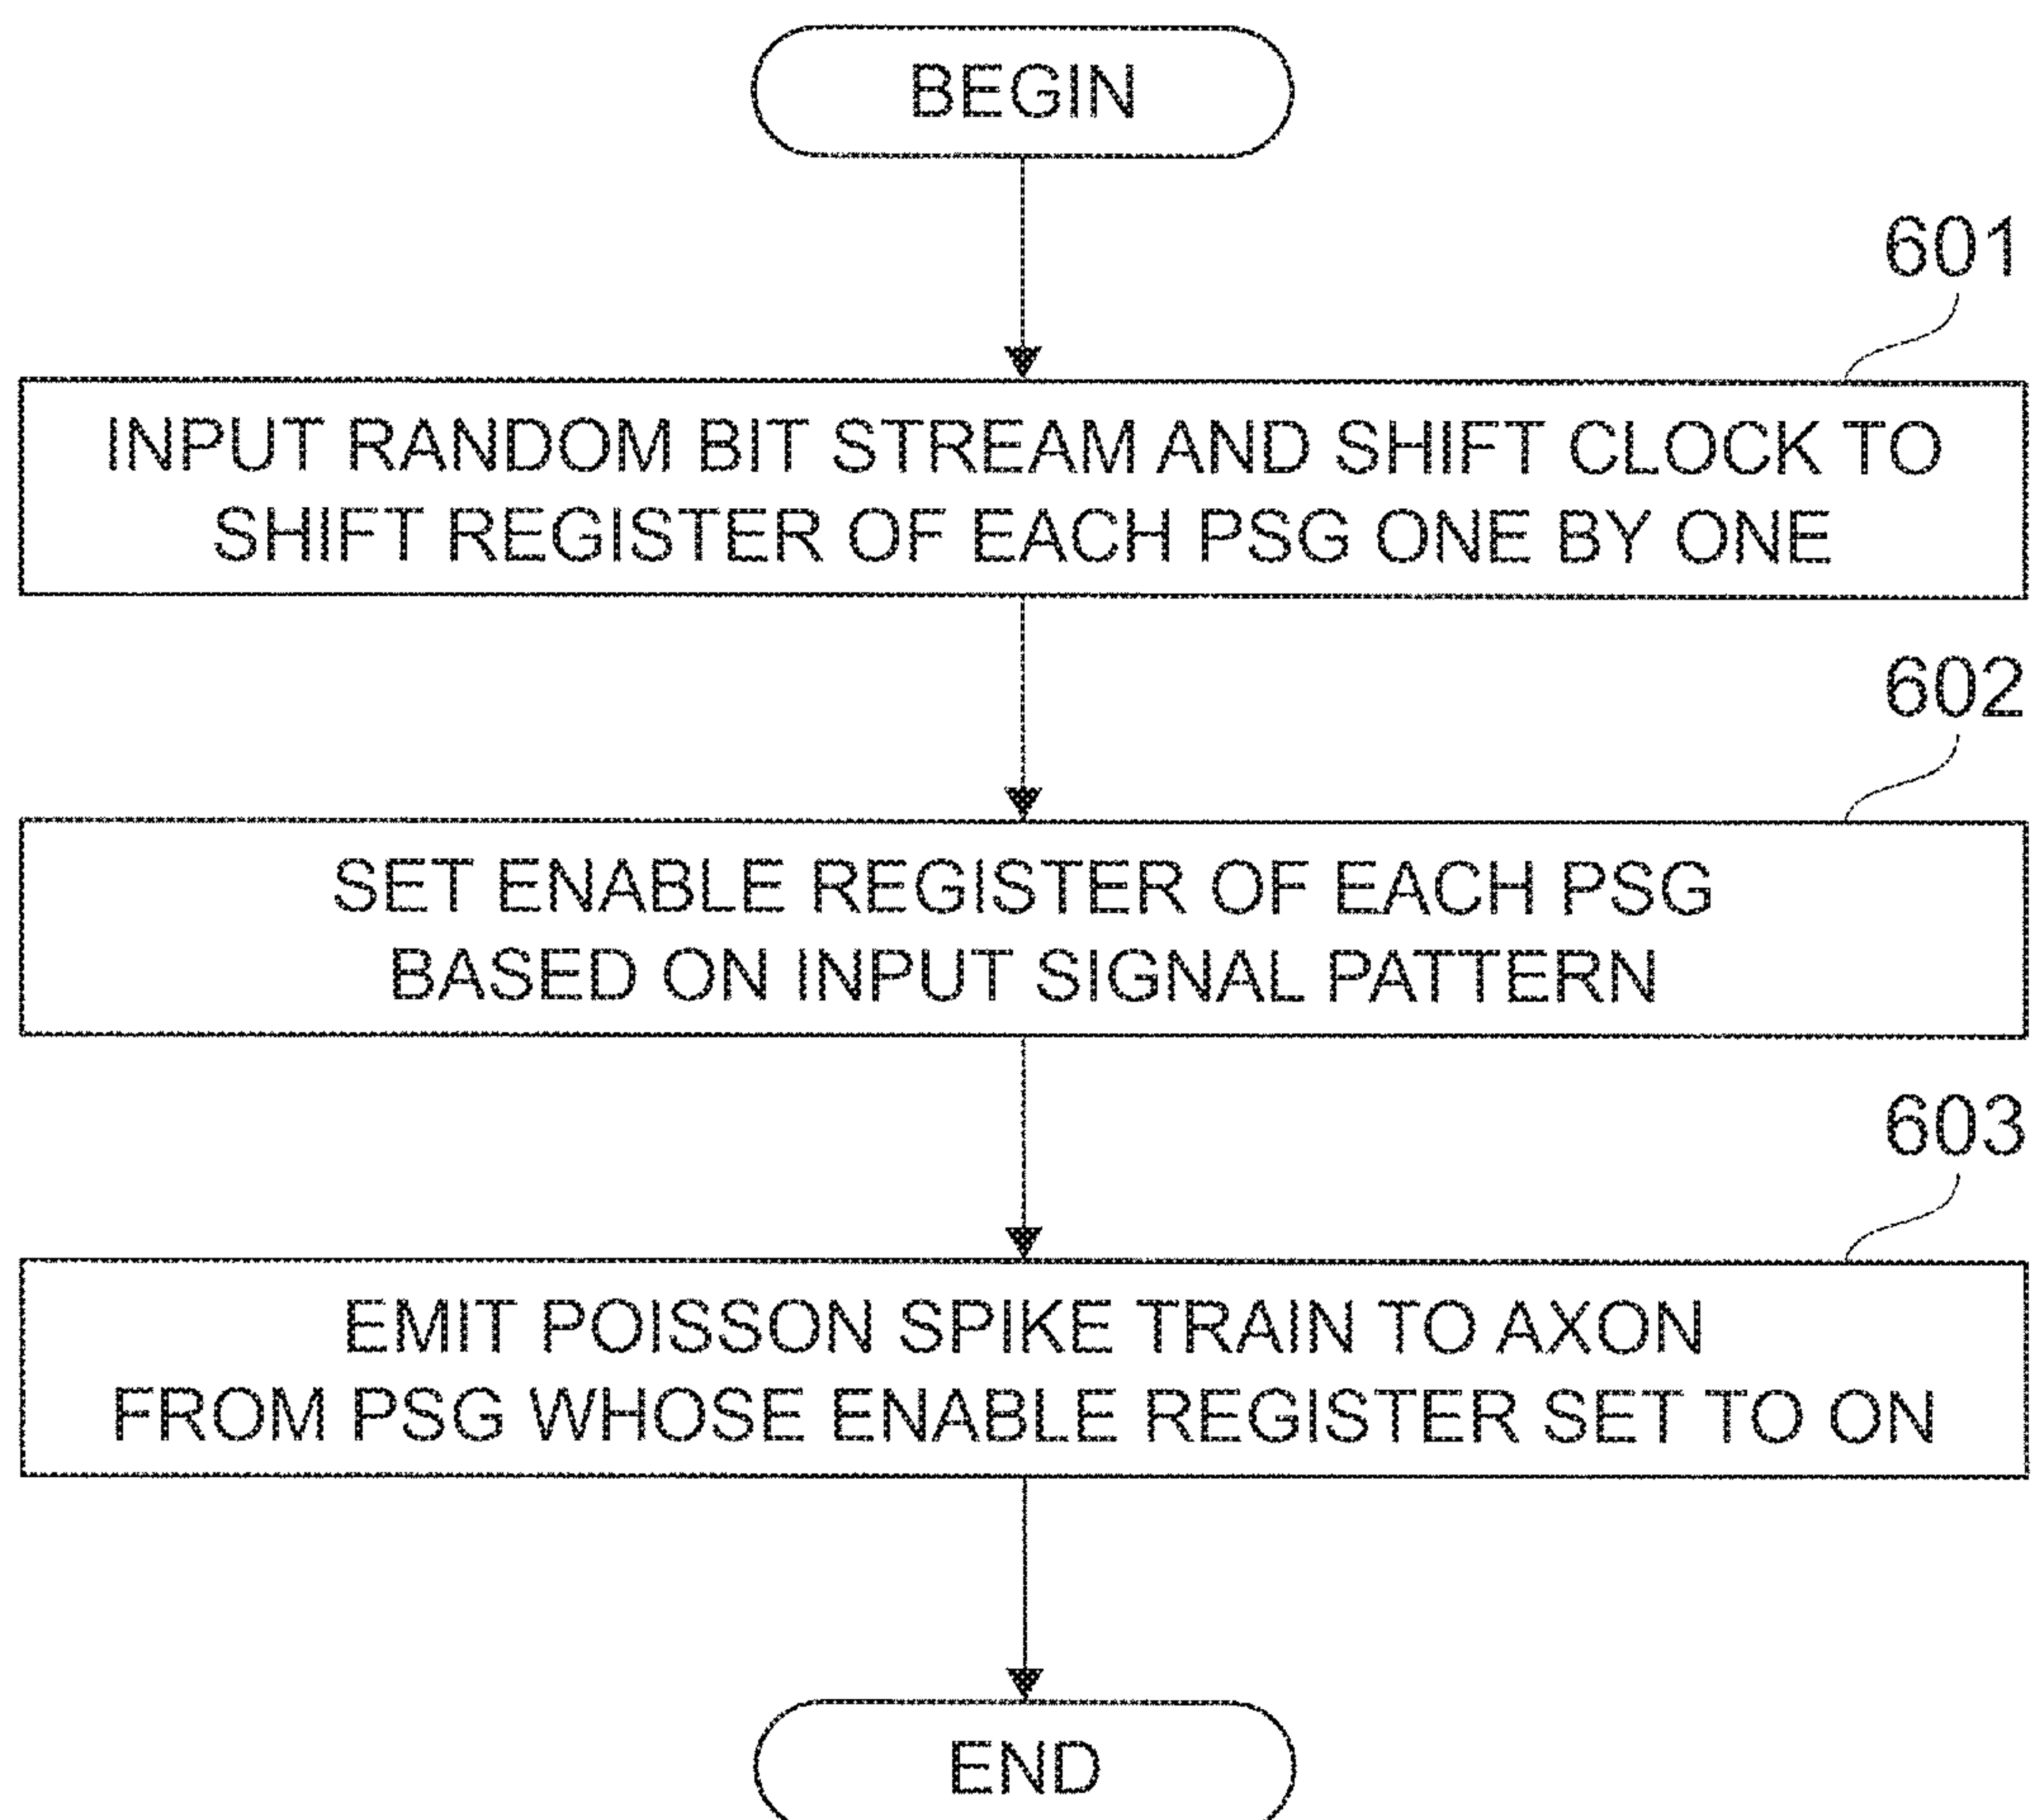 BEGIN
601
INPUT RANDOM BIT STREAM AND SHIFT CLOCK TO
SHIFT REGISTER OF EACH PSG ONE BY ONE
602
SET ENABLE REGISTER OF EACH PSG
BASED ON INPUT SIGNAL PATTERN
603
EMIT POISSON SPIKE TRAIN TO AXON
FROM PSG WHOSE ENABLE REGISTER SET TO ON
END